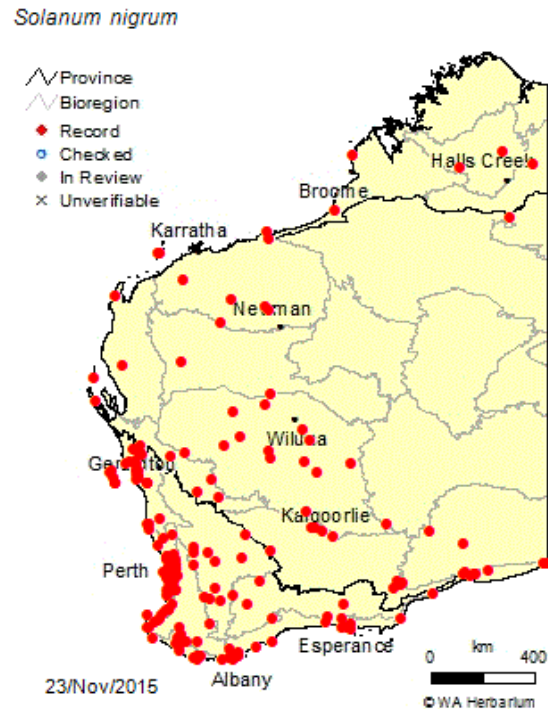 Solanum nigrum
Province
Bioregion
Record
Checked
In Review
Unverifiable
Halls Creek
Broome
Karratha
Newman
Wiluna
Geraldton
Kalgoorlie
Perth
Esperance
Albany
km
0 400
23/Nov/2015
© WA Herbarium